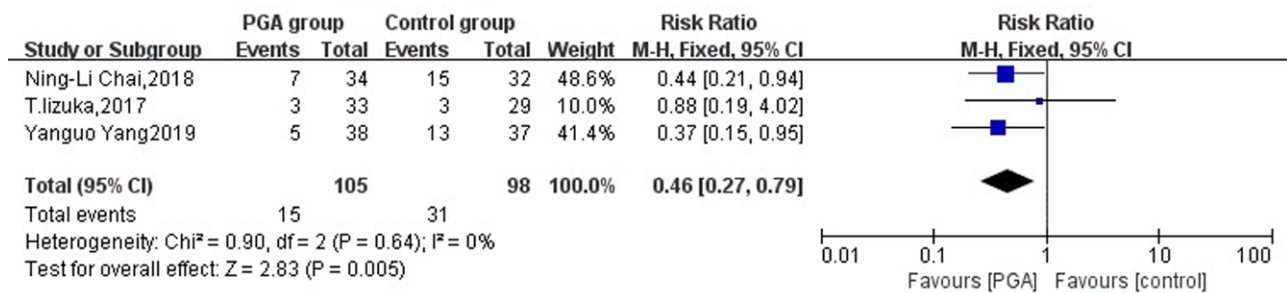 PGA group Control group Risk Ratio Risk Ratio
Study or Subgroup Events Total Events Total Weight M-H, Fixed, 95% CI M-H, Fixed, 95% CI
Ning-Li Chai,2018 7 34 15 32 48.6% 0.44 [0.21, 0.94]
T.Iizuka,2017 3 33 3 29 10.0% 0.88 [0.19, 4.02]
Yanguo Yang2019 5 38 13 37 41.4% 0.37 [0.15, 0.95]
Total (95% CI) 105 98 100.0% 0.46 [0.27, 0.79]
Total events 15 31
Heterogeneity: Chi² = 0.90, df = 2 (P = 0.64); I² = 0%
Test for overall effect: Z = 2.83 (P = 0.005)
0.01 0.1 1 10 100
Favours [PGA] Favours [control]